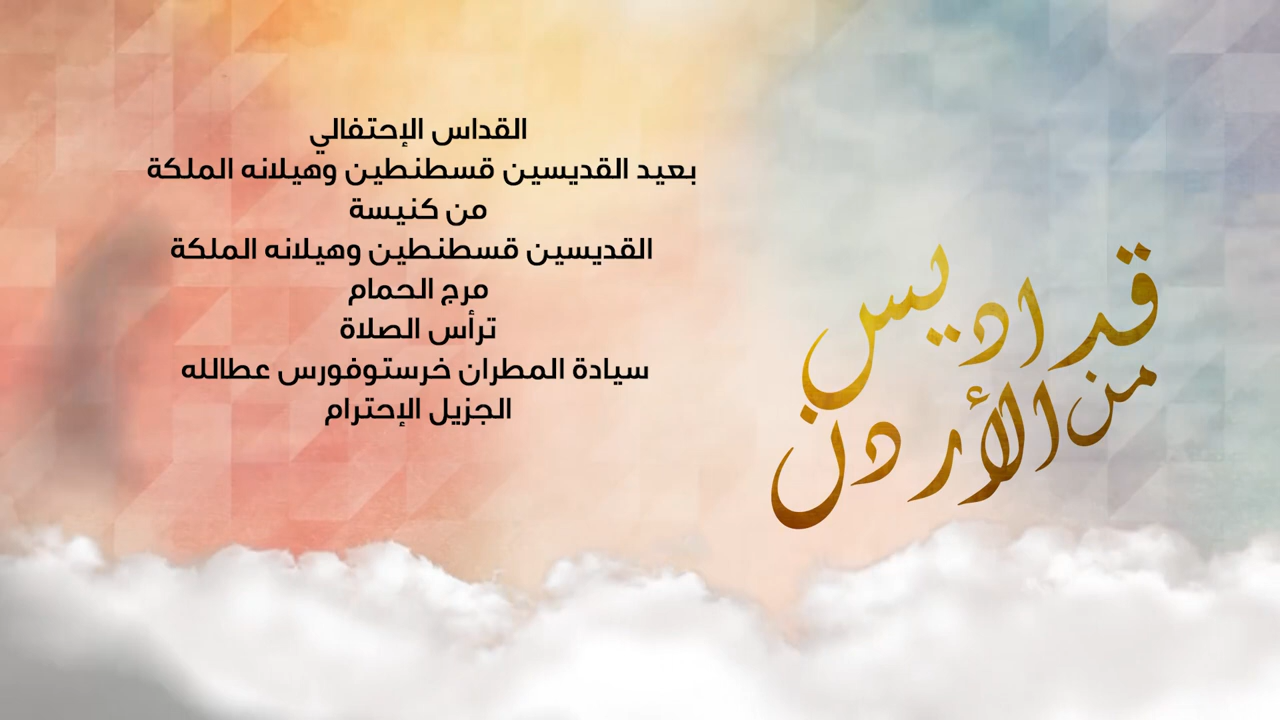 القداس الإحتفالي
بعيد القديسين قسطنطين وهيلانه الملكة
من كنيسة
القديسين قسطنطين وهيلانه الملكة
مرج الحمام
ترأس الصلاة
سيادة المطران خرستوفورس عطالله
الجزيل الإحترام
قداديس
من الأردن